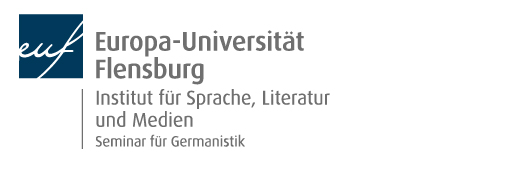 euf
Europa-Universität
Flensburg
Institut für Sprache, Literatur
und Medien
Seminar für Germanistik